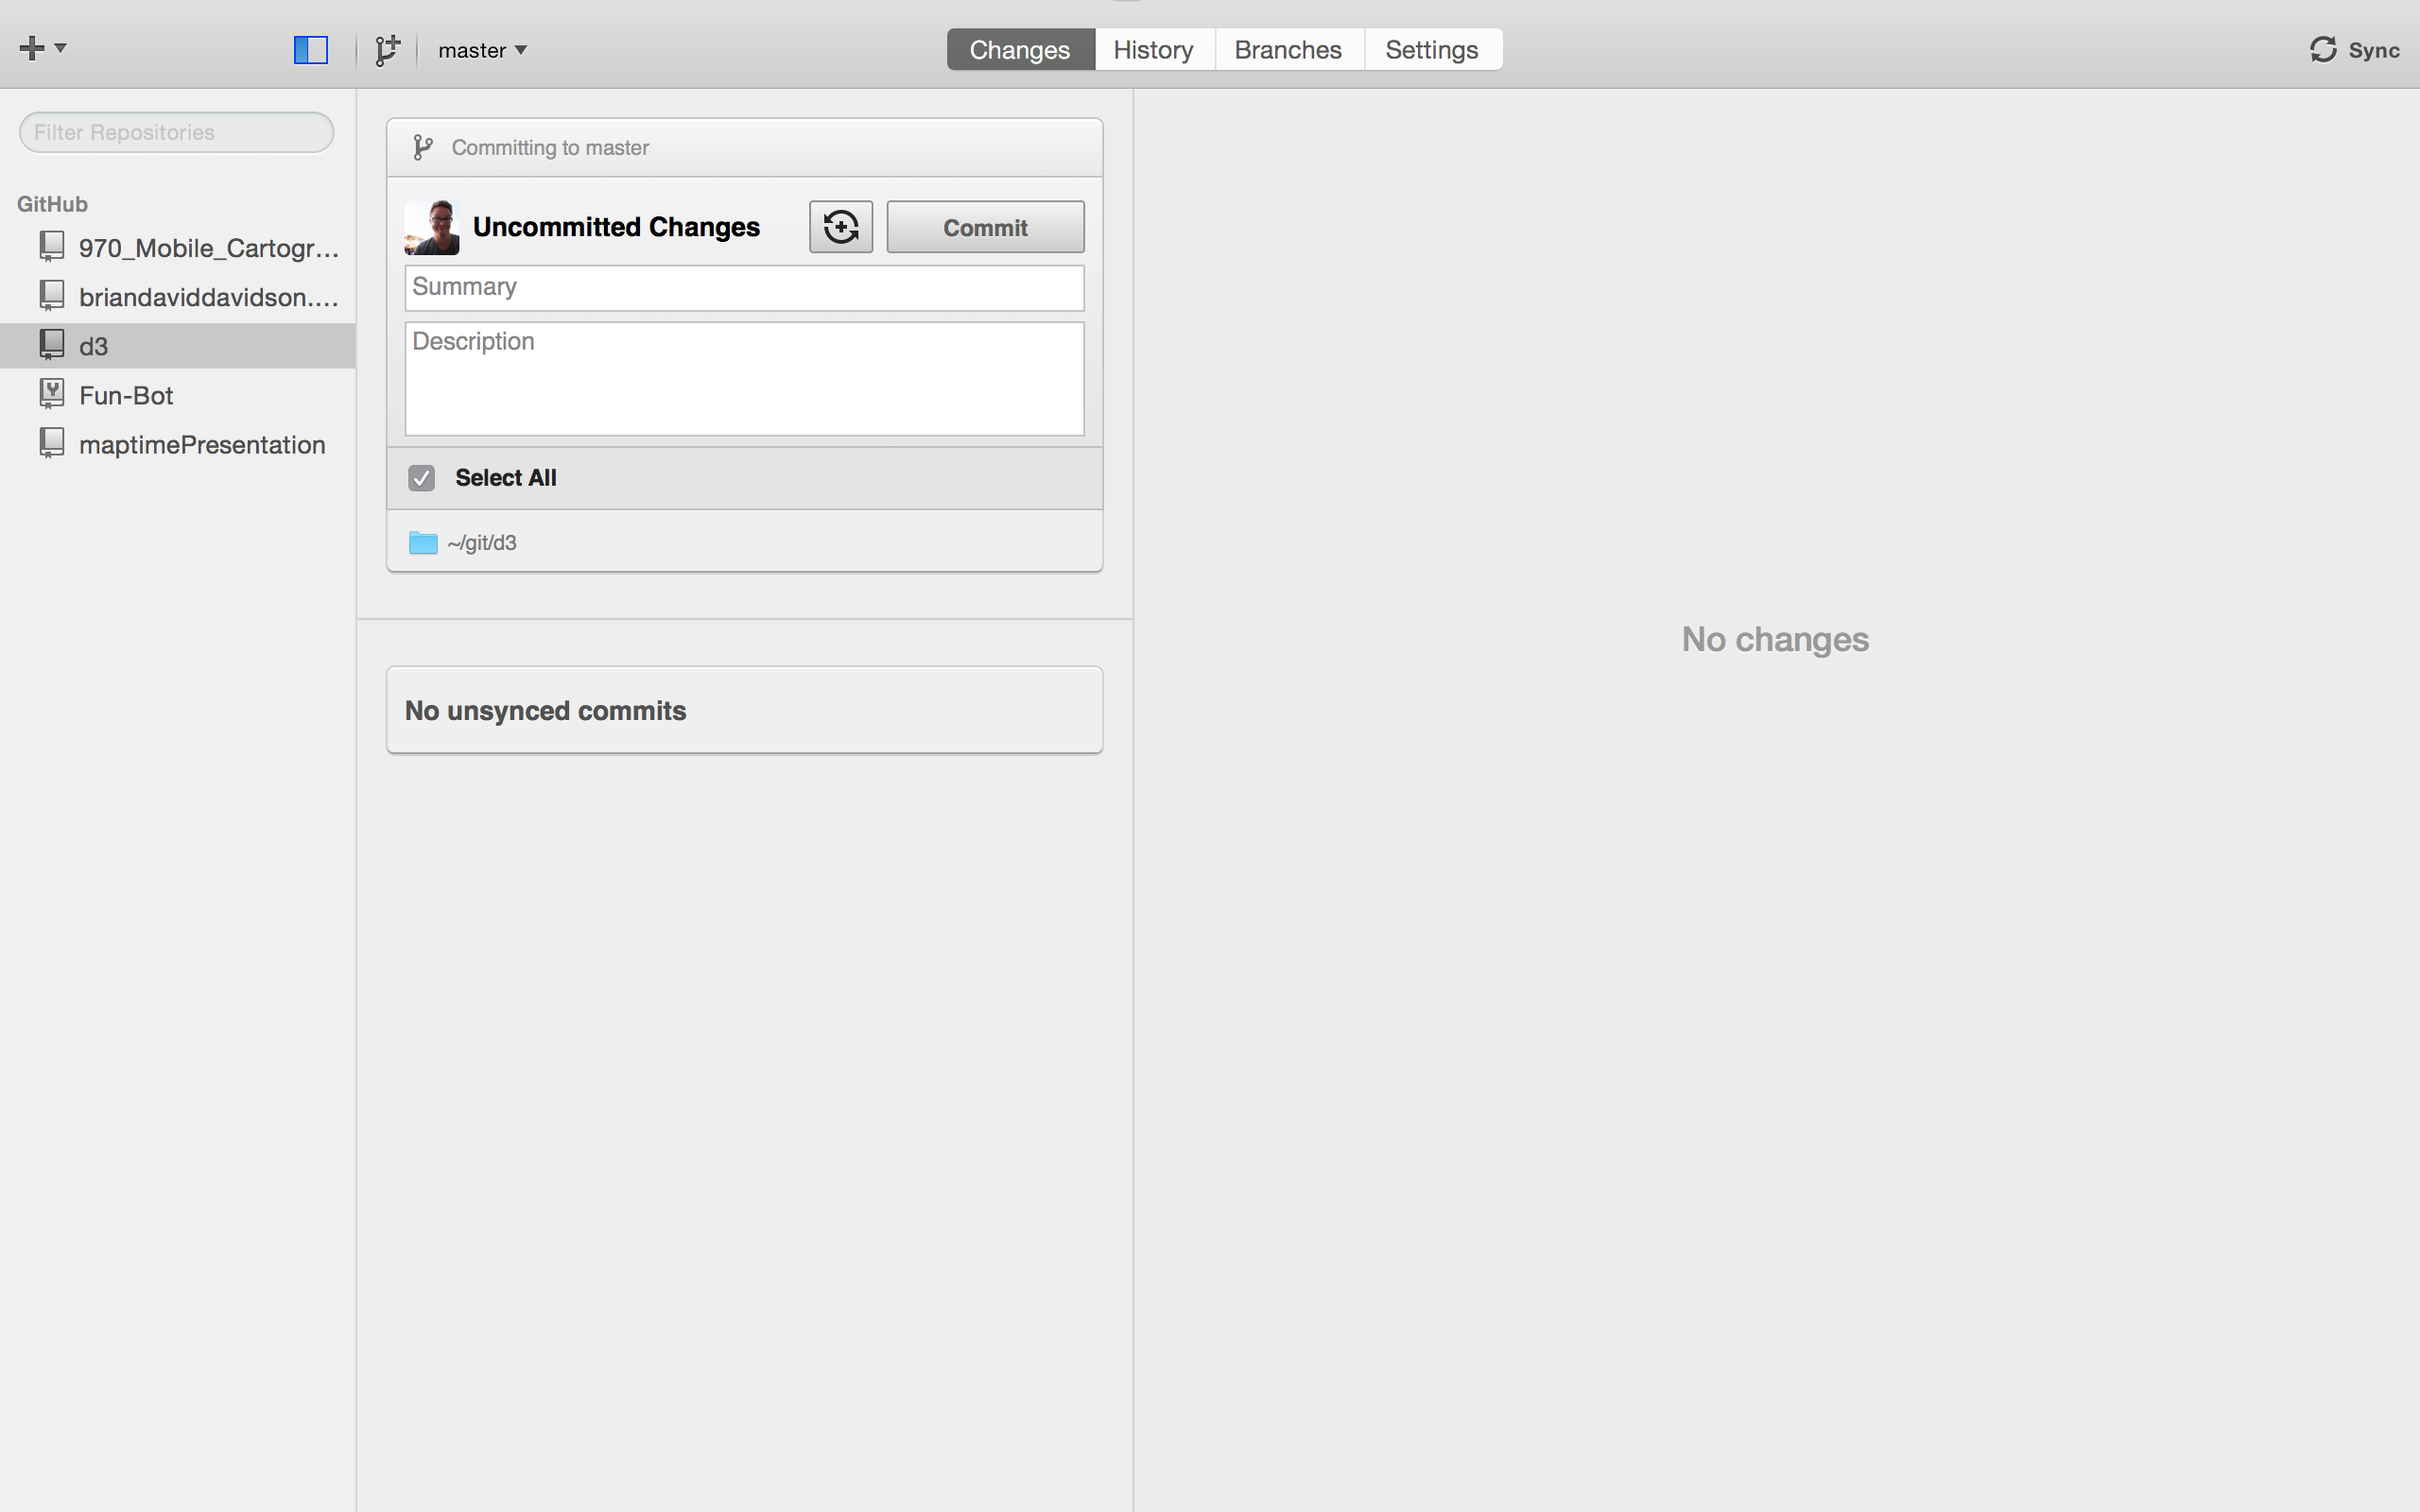 master
Changes
History
Branches
Settings
Sync
Filter Repositories
GitHub
970_Mobile_Cartogr...
briandaviddavidson....
d3
Fun-Bot
maptimePresentation
Committing to master
Uncommitted Changes
Commit
Summary
Description
Select All
~/git/d3
No unsynced commits
No changes